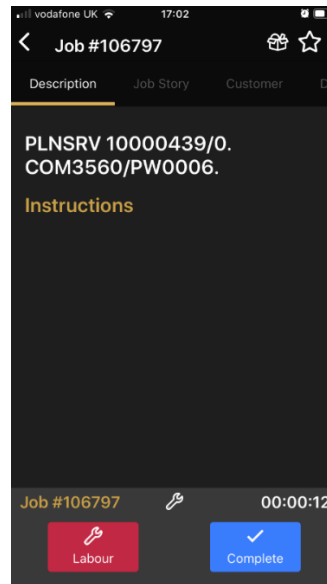 vodafone UK 17:02
Job #106797
Description Job Story Customer D
PLNSRV 10000439/0.
COM3560/PW0006.
Instructions
Job #106797 00:00:12
Labour Complete